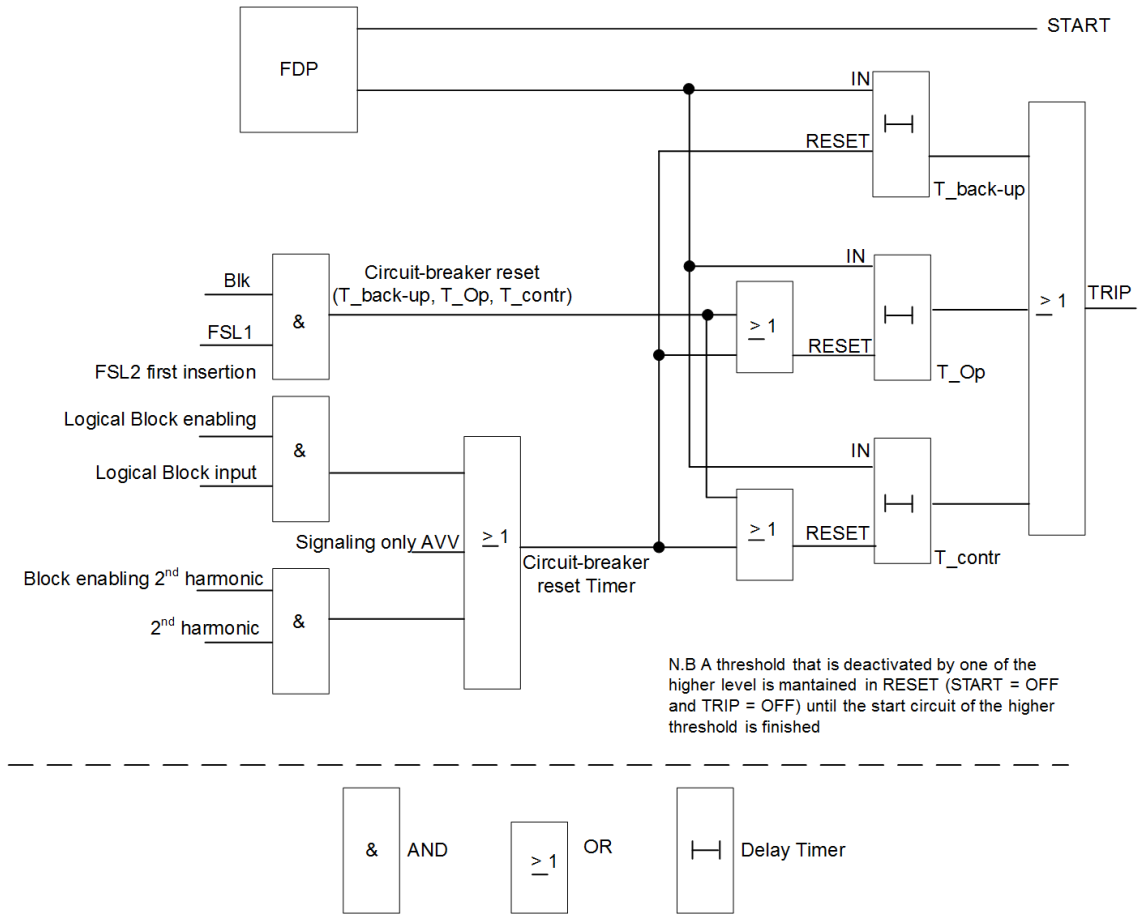 START
FDP
IN
RESET
T_back-up
Blk
Circuit-breaker reset
(T_back-up, T_Op, T_contr)
IN
&
FSL1
≥ 1
RESET
≥ 1
TRIP
FSL2 first insertion
T_Op
Logical Block enabling
&
Logical Block input
IN
Signaling only AVV
≥ 1
≥ 1
RESET
Circuit-breaker
reset Timer
T_contr
Block enabling 2nd harmonic
&
2nd harmonic
N.B A threshold that is deactivated by one of the
higher level is mantained in RESET (START = OFF
and TRIP = OFF) until the start circuit of the higher
threshold is finished
& AND
≥ 1 OR
Delay Timer